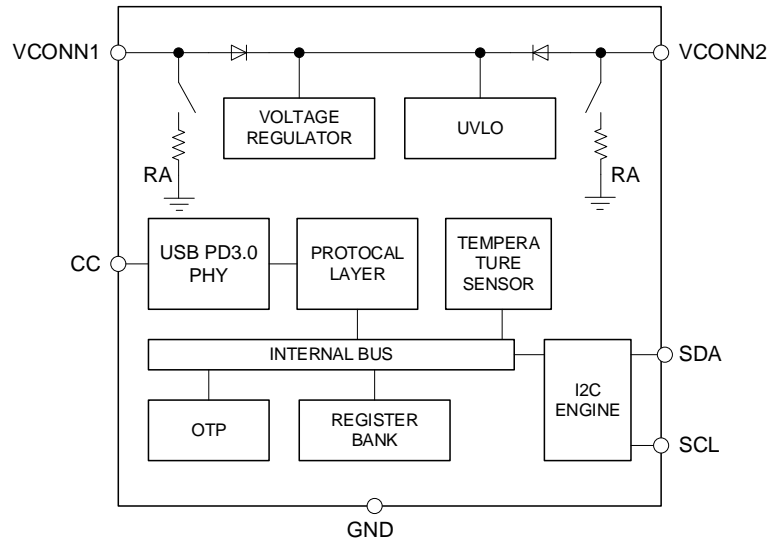 VCONN1
VCONN2
VOLTAGE
REGULATOR
UVLO
RA
RA
CC
USB PD3.0
PHY
PROTOCAL
LAYER
TEMPERA
TURE
SENSOR
INTERNAL BUS
SDA
I2C
ENGINE
OTP
REGISTER
BANK
SCL
GND